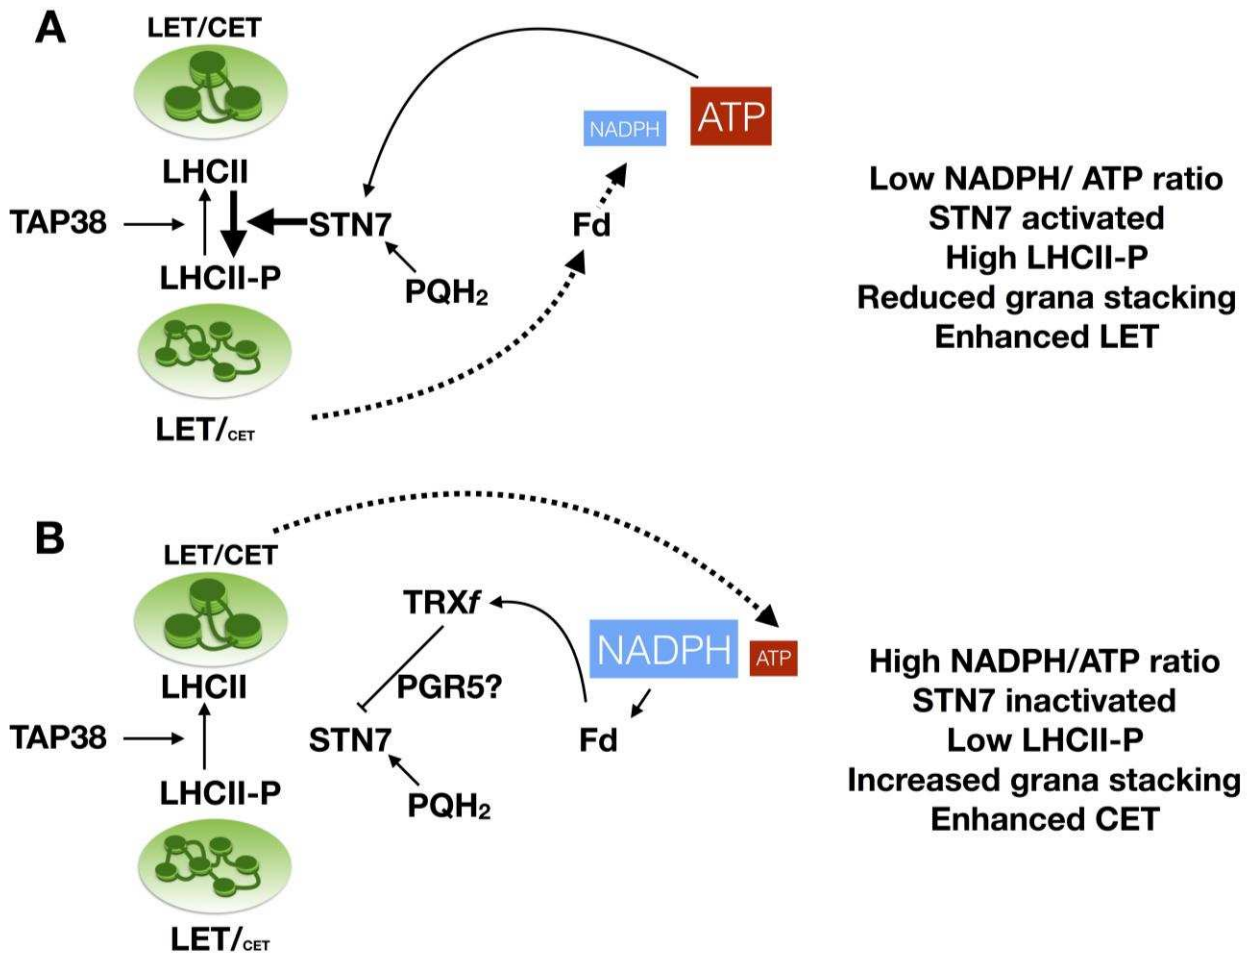 A
LET/CET
NADPH
ATP
LHCII
TAP38
STN7
Fd
LHCII-P
PQH₂
LET/CET
Low NADPH/ ATP ratio
STN7 activated
High LHCII-P
Reduced grana stacking
Enhanced LET
B
LET/CET
TRXf
NADPH
ATP
LHCII
PGR5?
TAP38
STN7
Fd
LHCII-P
PQH₂
LET/CET
High NADPH/ATP ratio
STN7 inactivated
Low LHCII-P
Increased grana stacking
Enhanced CET